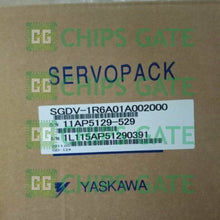 CHIPS GATE
SERVOPACK
SGDV-1R6A01A002000
11AP5129-529
1L115AP51290391
YASKAWA